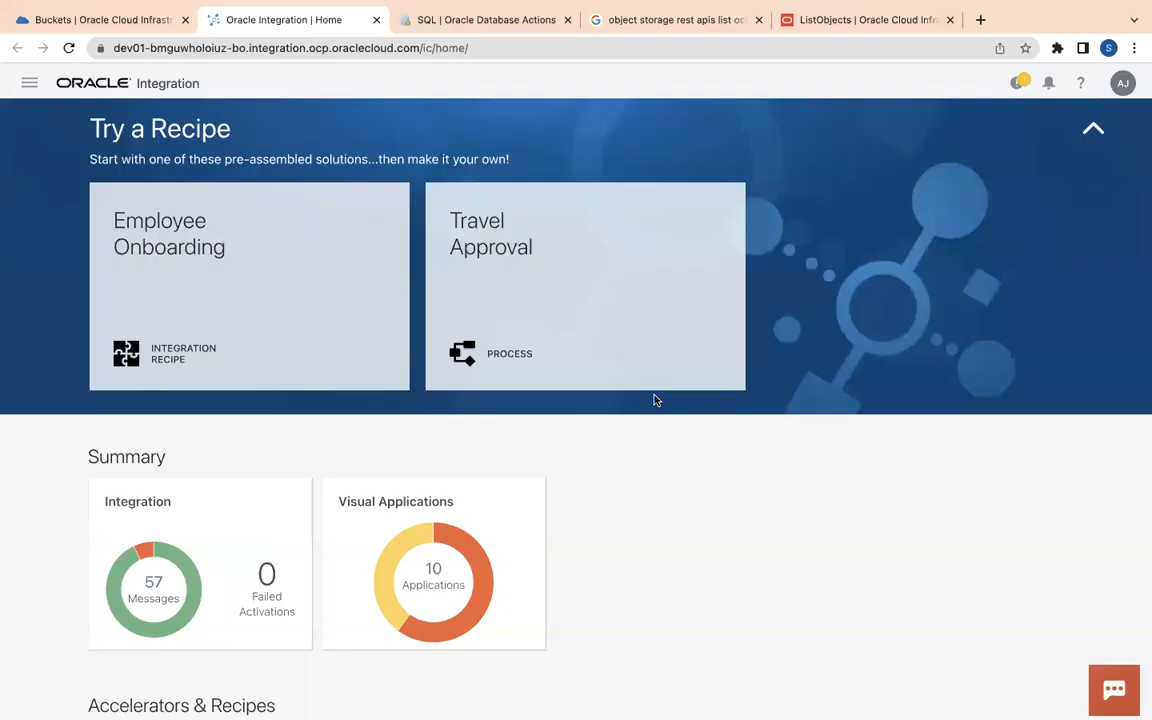 Buckets | Oracle Cloud Infrast
Oracle Integration | Home
SQL | Oracle Database Actions
object storage rest apis list oc
ListObjects | Oracle Cloud Infr
dev01-bmguwholoiuz-bo.integration.ocp.oraclecloud.com/ic/home/
S
ORACLE Integration
1
?
AJ
Try a Recipe
Start with one of these pre-assembled solutions...then make it your own!
Employee
Onboarding
INTEGRATION
RECIPE
Travel
Approval
PROCESS
Summary
Integration
57
Messages
0
Failed
Activations
Visual Applications
10
Applications
Accelerators & Recipes